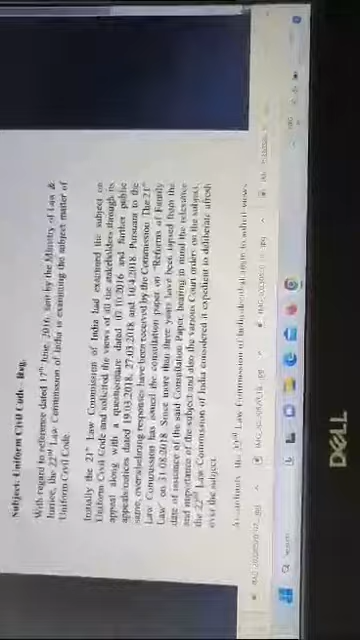 Subject: Uniform Civil Code – Reg.
With regard to reference dated 17th June, 2016, sent by the Ministry of Law &
Justice, the 22nd Law Commission of India is examining the subject matter of
Uniform Civil Code.
Initially the 21st Law Commission of India had examined the subject on
Uniform Civil Code and solicited the views of all the stakeholders through its
appeal along with a questionnaire dated 07.10.2016 and further public
appeals/notices dated 19.03.2018, 27.03.2018 and 10.4.2018. Pursuant to the
same, overwhelming responses have been received by the Commission. The 21st
Law Commission has issued the consultation paper on "Reforms of Family
Law" on 31.08.2018. Since more than three years have been lapsed from the
date of issuance of the said Consultation Paper, bearing in mind the relevance
and importance of the subject and also the various Court orders on the subject,
the 22nd Law Commission of India considered it expedient to deliberate afresh
over the subject.
Accordingly, the 22nd Law Commission of India decided again to solicit views
Search
DELL